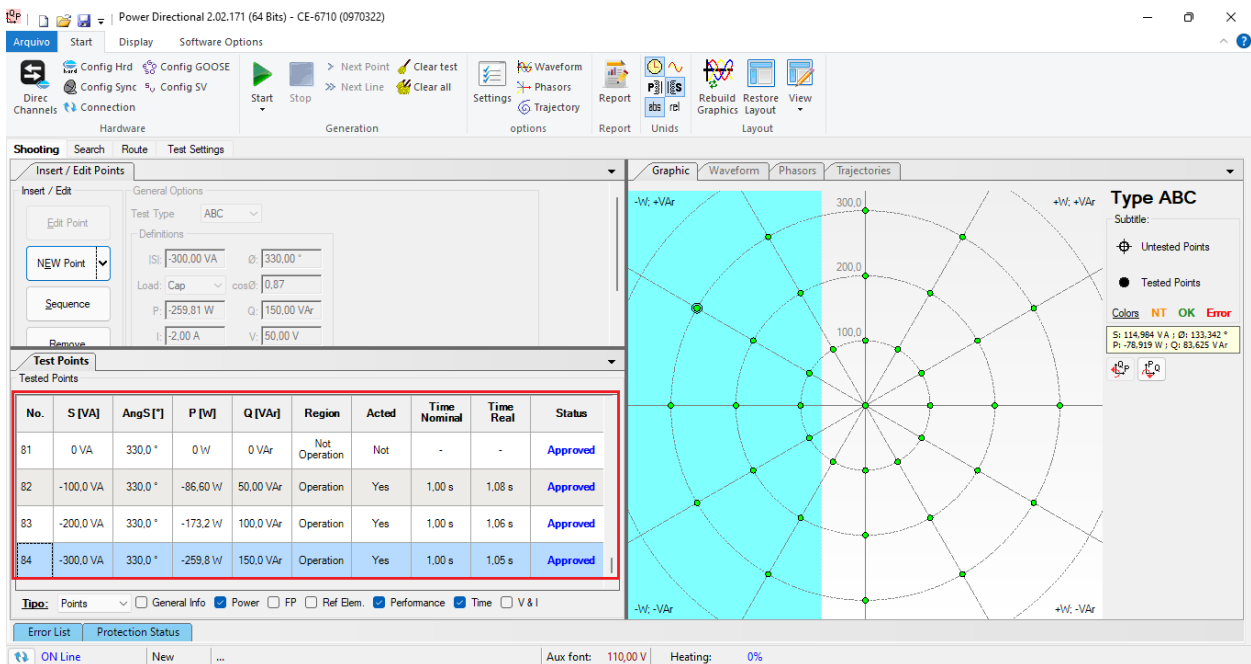 Power Directional 2.02.171 (64 Bits) - CE-6710 (0970322)
Arquivo Start Display Software Options
Direc Channels
Config Hrd Config GOOSE
Config Sync Config SV
Connection
Hardware
Start Stop
Next Point Clear test
Next Line Clear all
Generation
Settings
Waveform
Phasors
Trajectory
options
Report
Report
abs rel
Unids
Rebuild Graphics Restore Layout View
Layout
Shooting Search Route Test Settings
Insert / Edit Points
Insert / Edit
Edit Point
NEW Point
Sequence
Remove
General Options
Test Type ABC
Definitions
|S|: -300,00 VA Ø: 330,00 °
Load: Cap cosØ: 0,87
P: -259,81 W Q: 150,00 VAr
I: -2,00 A V: 50,00 V
Test Points
Tested Points
No. S [VA] AngS [°] P [W] Q [VAr] Region Acted Time Nominal Time Real Status
81 0 VA 330,0 ° 0 W 0 VAr Not Operation Not - - Approved
82 -100,0 VA 330,0 ° -86,60 W 50,00 VAr Operation Yes 1,00 s 1,08 s Approved
83 -200,0 VA 330,0 ° -173,2 W 100,0 VAr Operation Yes 1,00 s 1,06 s Approved
84 -300,0 VA 330,0 ° -259,8 W 150,0 VAr Operation Yes 1,00 s 1,05 s Approved
Tipo: Points General Info Power FP Ref Elem. Performance Time V & I
Graphic Waveform Phasors Trajectories
-W; +VAr
+W; +VAr
300,0
200,0
100,0
-W; -VAr
+W; -VAr
Type ABC
Subtitle:
Untested Points
Tested Points
Colors NT OK Error
S: 114,984 VA ; Ø: 133,342 °
P: -78,919 W ; Q: 83,625 VAr
Error List Protection Status
ON Line New ... Aux font: 110,00 V Heating: 0%